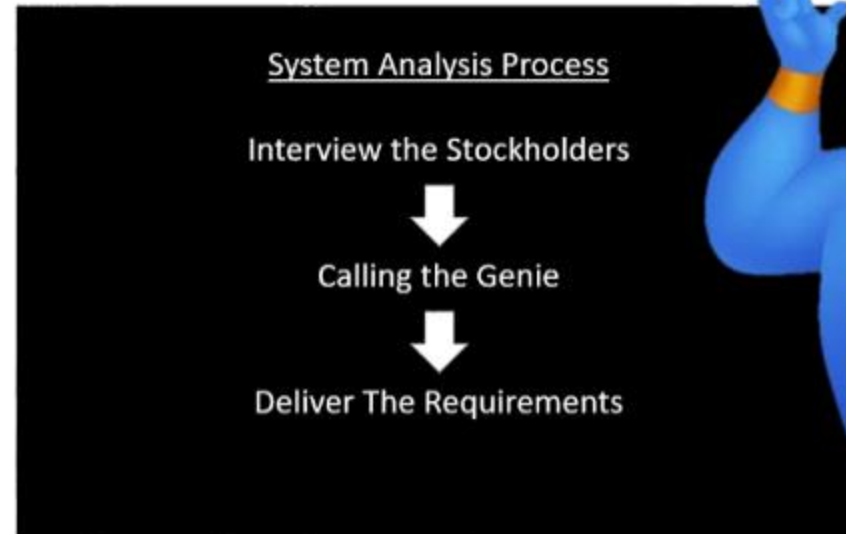 System Analysis Process
Interview the Stockholders
Calling the Genie
Deliver The Requirements